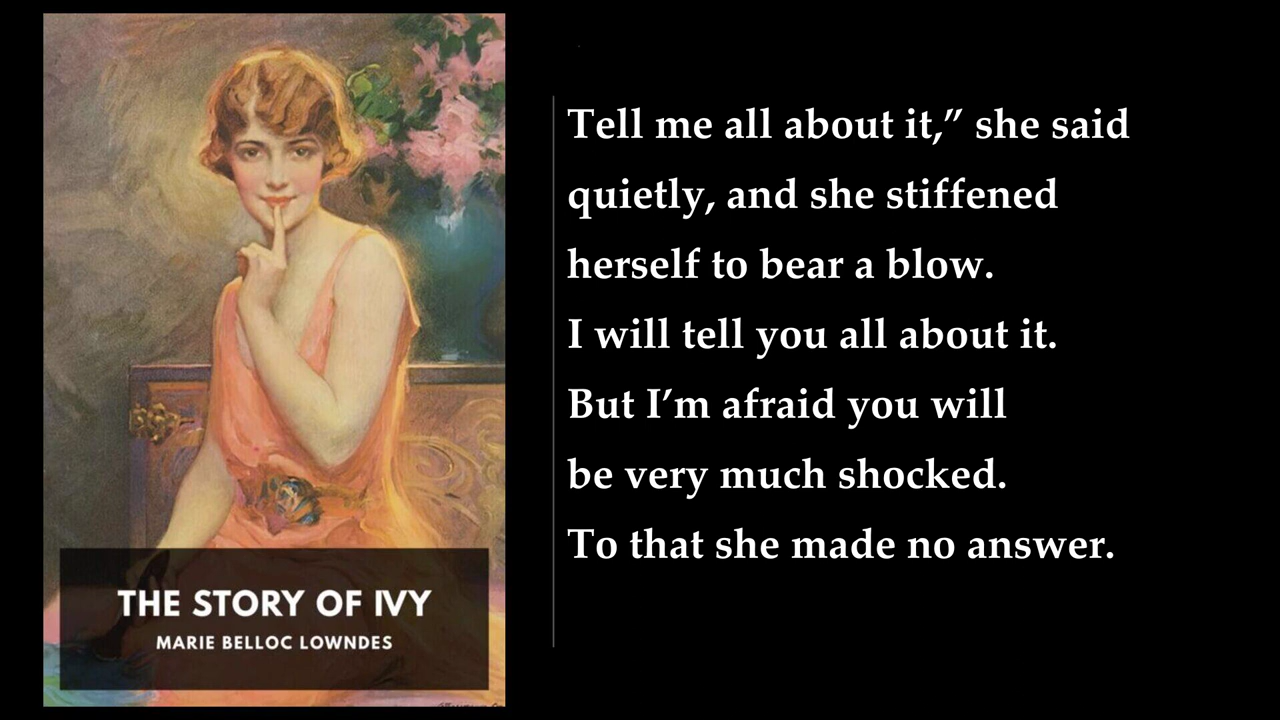 Tell me all about it,” she said
quietly, and she stiffened
herself to bear a blow.
I will tell you all about it.
But I’m afraid you will
be very much shocked.
To that she made no answer.
THE STORY OF IVY
MARIE BELLOC LOWNDES